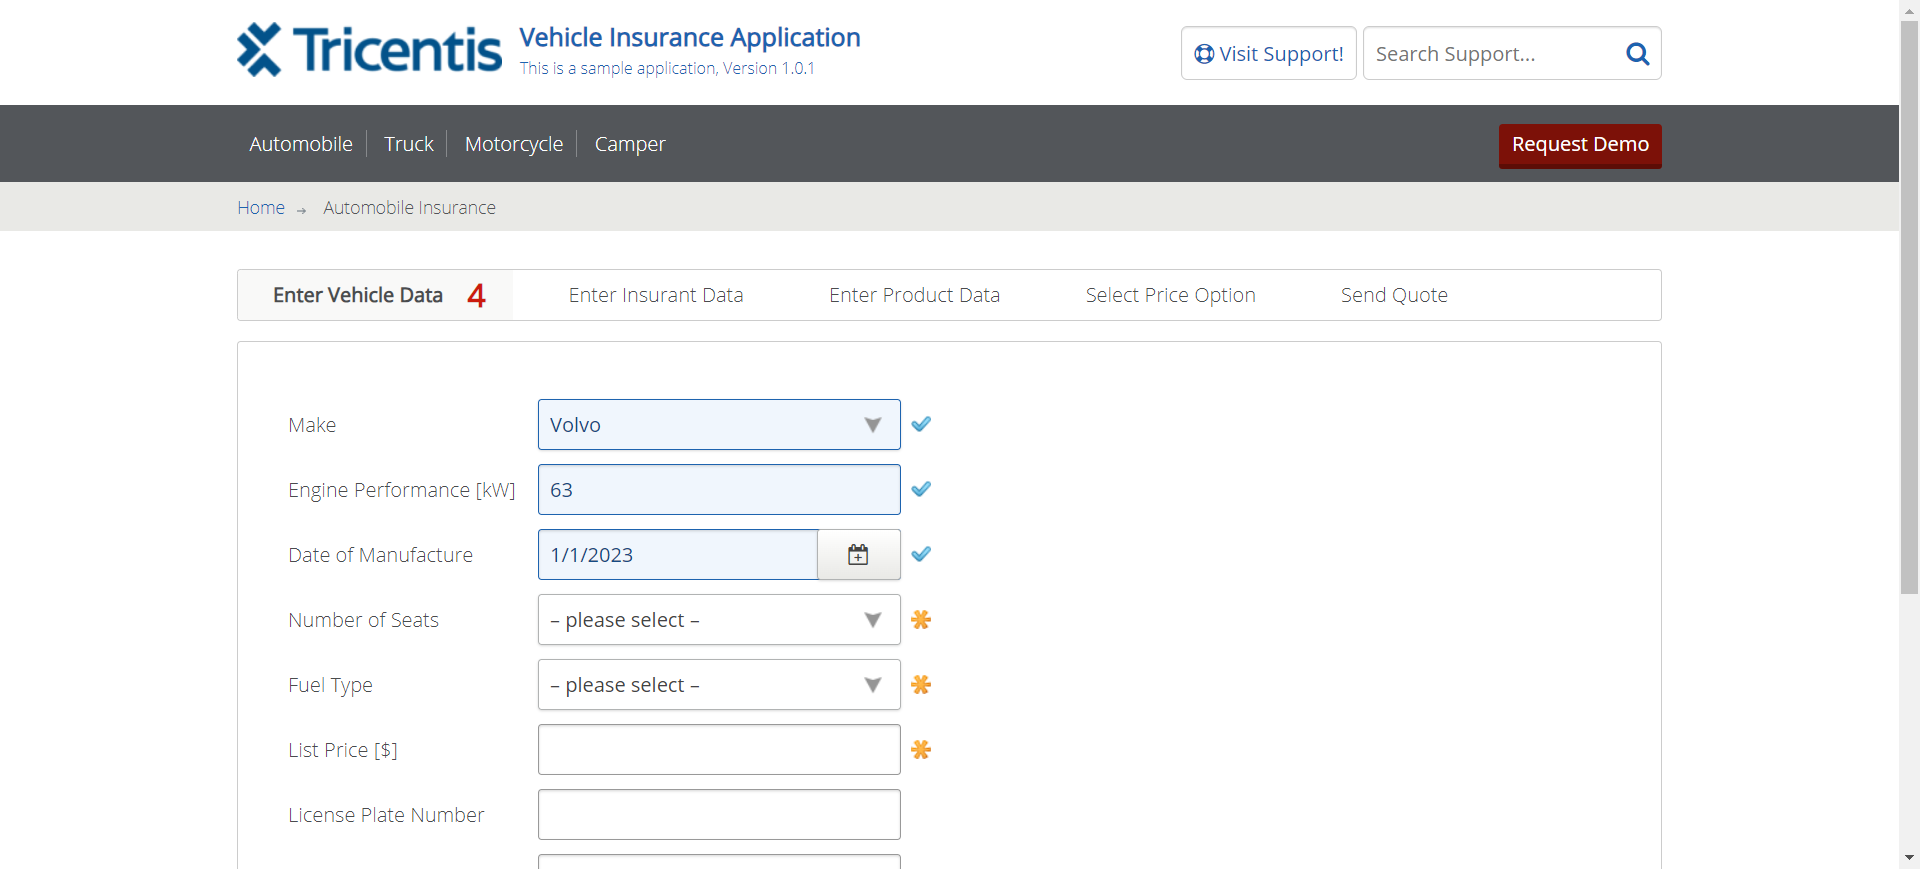 Tricentis
Vehicle Insurance Application
This is a sample application, Version 1.0.1
Visit Support!
Search Support...
Automobile
Truck
Motorcycle
Camper
Request Demo
Home → Automobile Insurance
Enter Vehicle Data 4
Enter Insurant Data
Enter Product Data
Select Price Option
Send Quote
Make
Volvo
Engine Performance [kW]
63
Date of Manufacture
1/1/2023
Number of Seats
– please select –
Fuel Type
– please select –
List Price [$]
License Plate Number